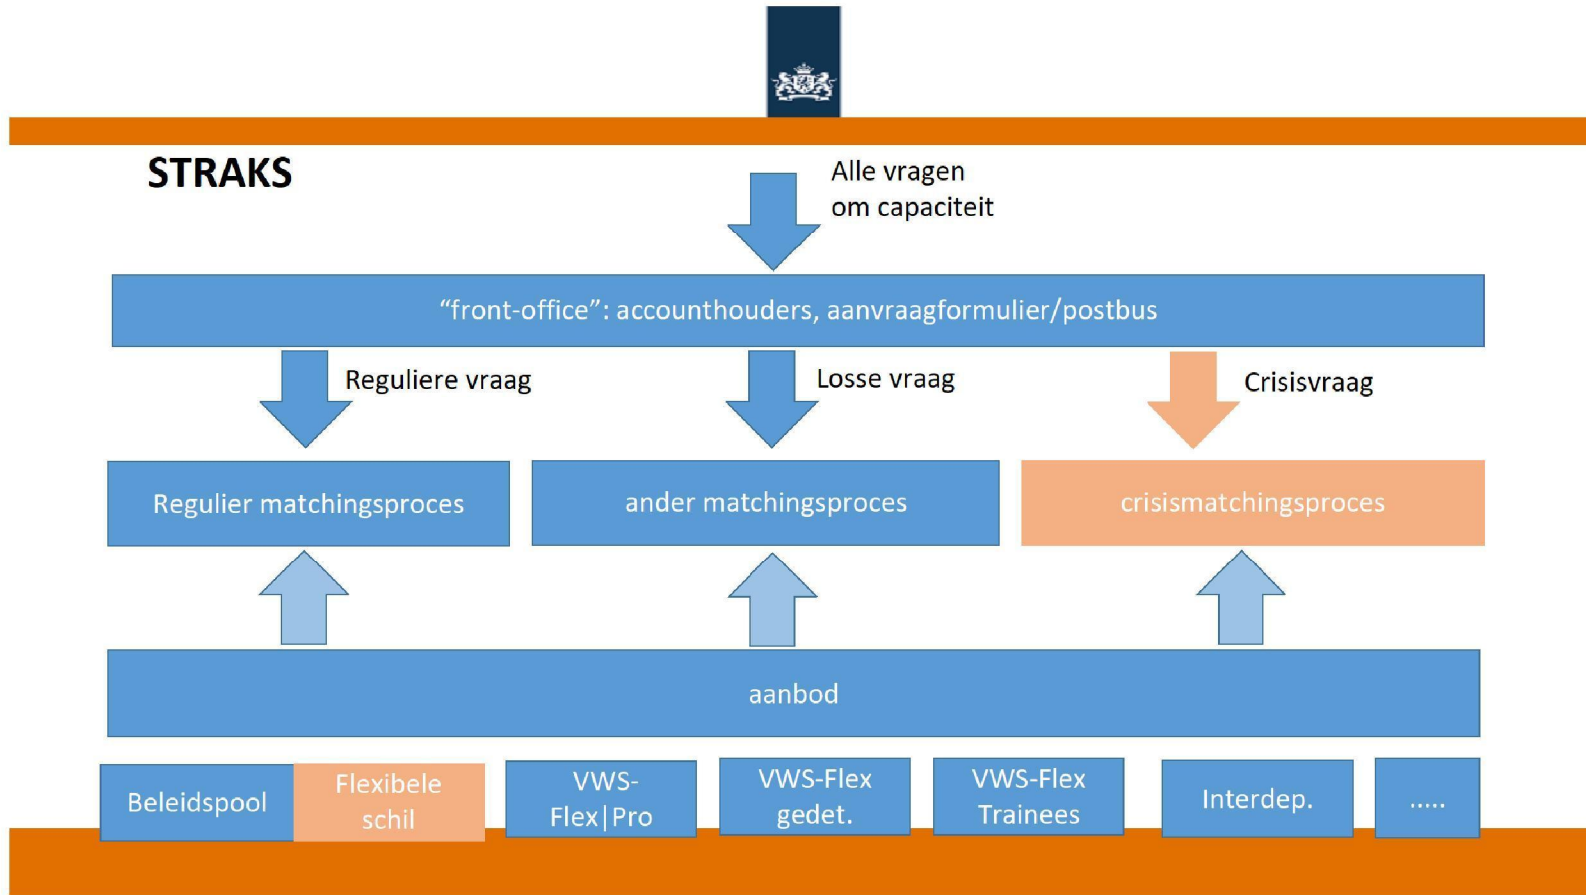 STRAKS
Alle vragen
om capaciteit
“front-office”: accounthouders, aanvraagformulier/postbus
Reguliere vraag
Losse vraag
Crisisvraag
Regulier matchingsproces
ander matchingsproces
crisismatchingsproces
aanbod
Beleidspool
Flexibele
schil
VWS-
Flex|Pro
VWS-Flex
gedet.
VWS-Flex
Trainees
Interdep.
.....